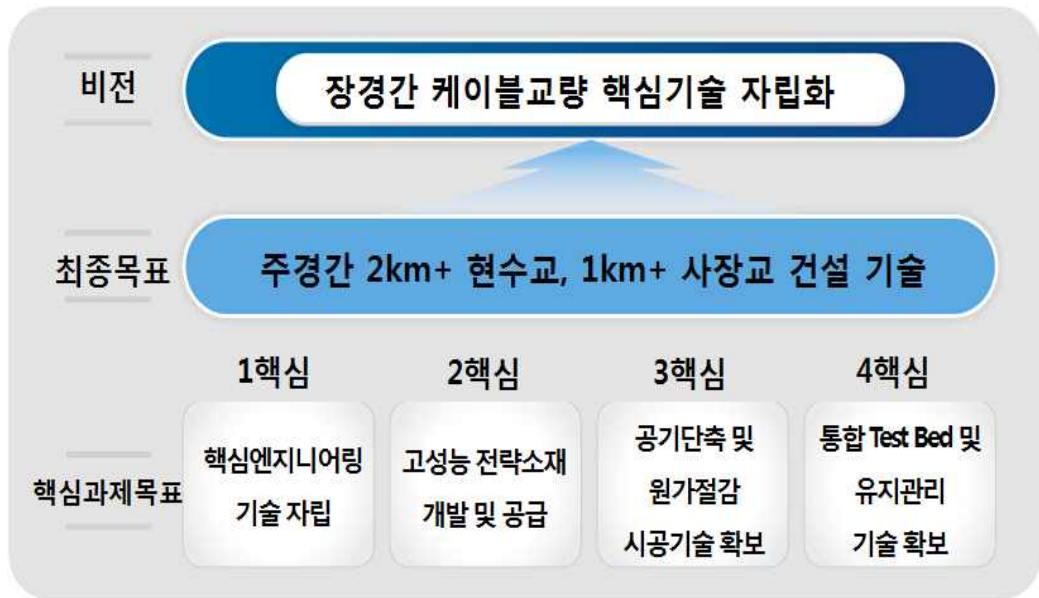 비전
장경간 케이블교량 핵심기술 자립화
최종목표
주경간 2km+ 현수교, 1km+ 사장교 건설 기술
1핵심
2핵심
3핵심
4핵심
핵심과제목표
핵심엔지니어링
기술 자립
고성능 전략소재
개발 및 공급
공기단축 및
원가절감
시공기술 확보
통합 Test Bed 및
유지관리
기술 확보